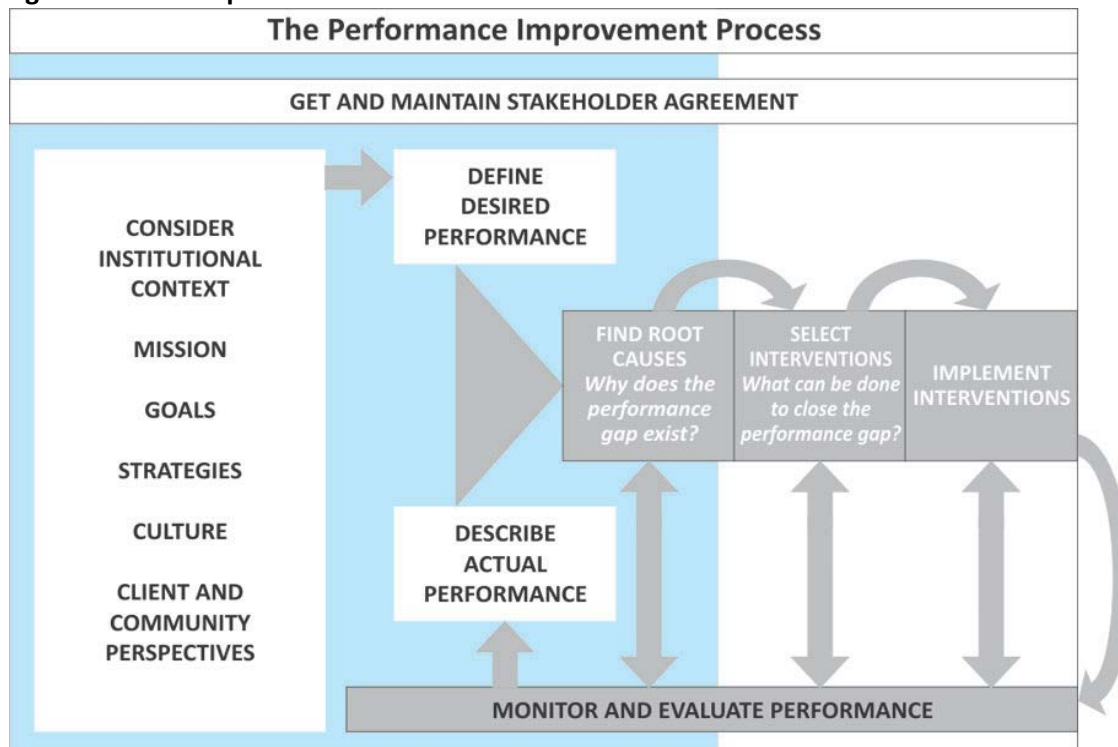 The Performance Improvement Process
GET AND MAINTAIN STAKEHOLDER AGREEMENT
CONSIDER
INSTITUTIONAL
CONTEXT
MISSION
GOALS
STRATEGIES
CULTURE
CLIENT AND
COMMUNITY
PERSPECTIVES
DEFINE
DESIRED
PERFORMANCE
DESCRIBE
ACTUAL
PERFORMANCE
FIND ROOT
CAUSES
Why does the
performance
gap exist?
SELECT
INTERVENTIONS
What can be done
to close the
performance gap?
IMPLEMENT
INTERVENTIONS
MONITOR AND EVALUATE PERFORMANCE